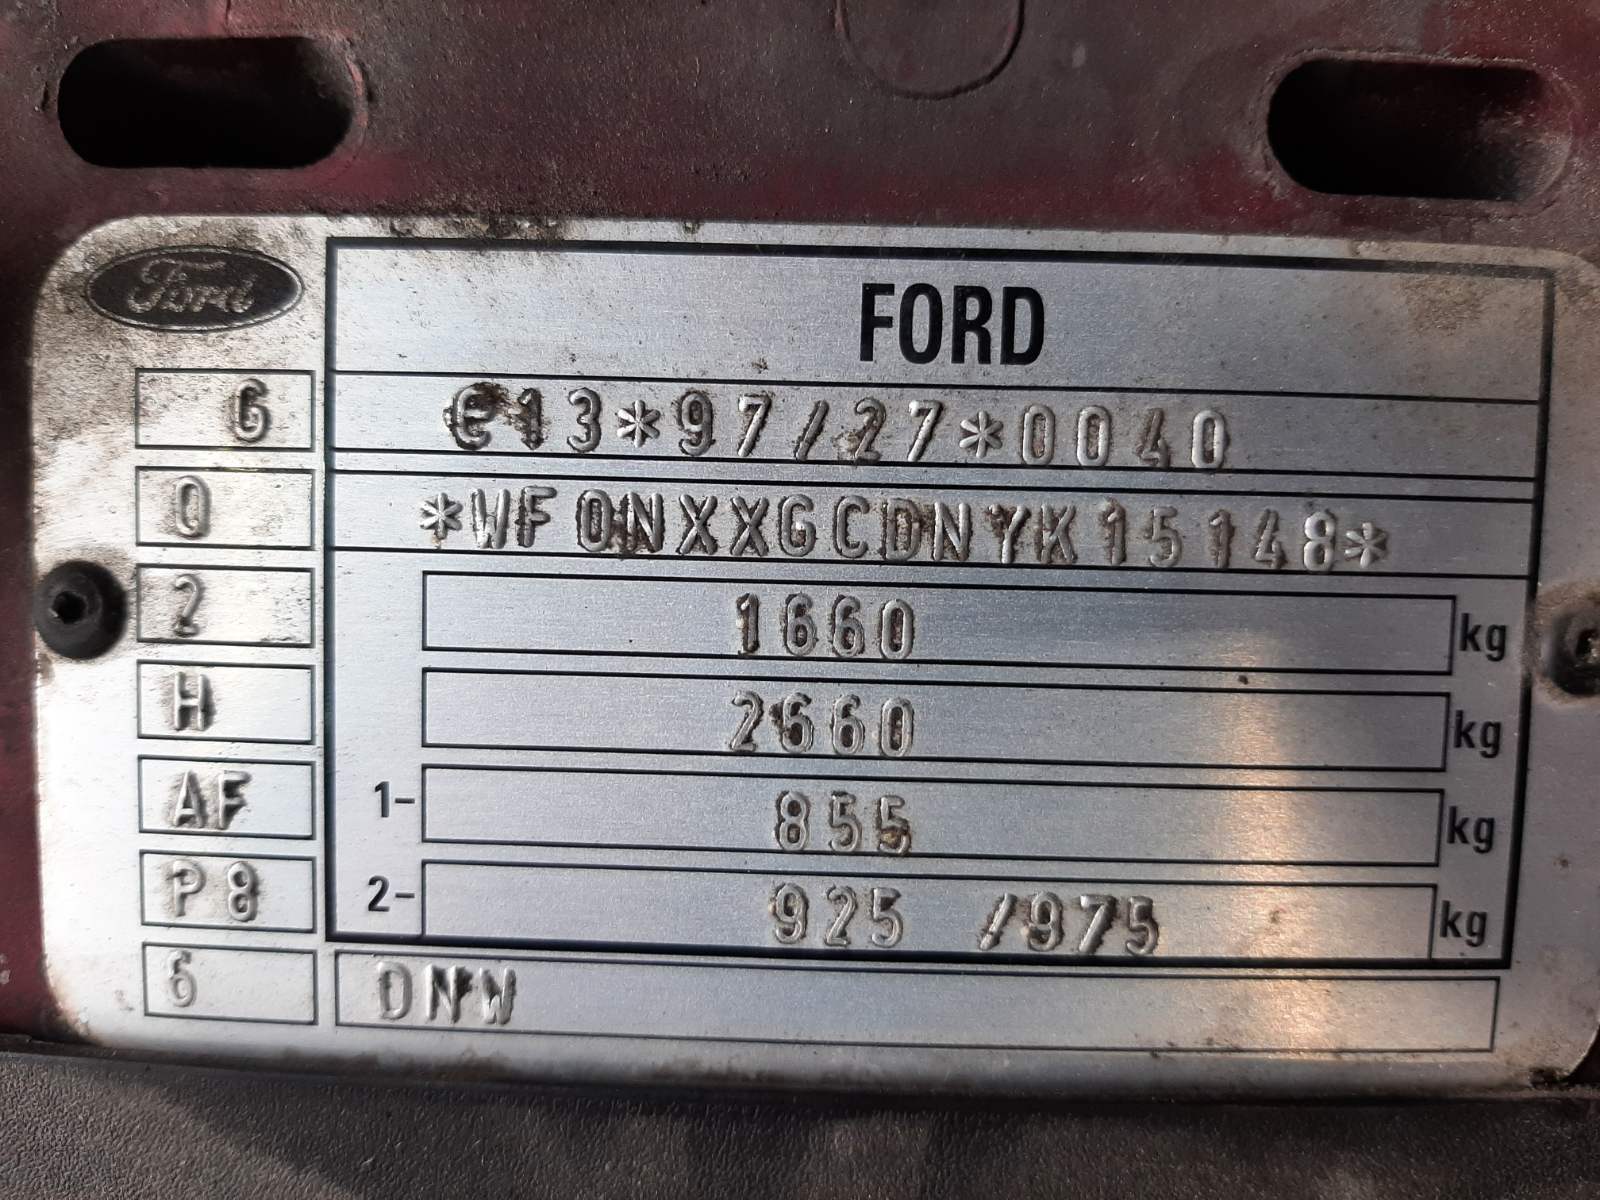 Ford
FORD
G e13*97/27*0040
0 *WF0NXXGCDNYK15148*
2 1660 kg
H 2660 kg
AF 1- 855 kg
P8 2- 925 /975 kg
6 DNW